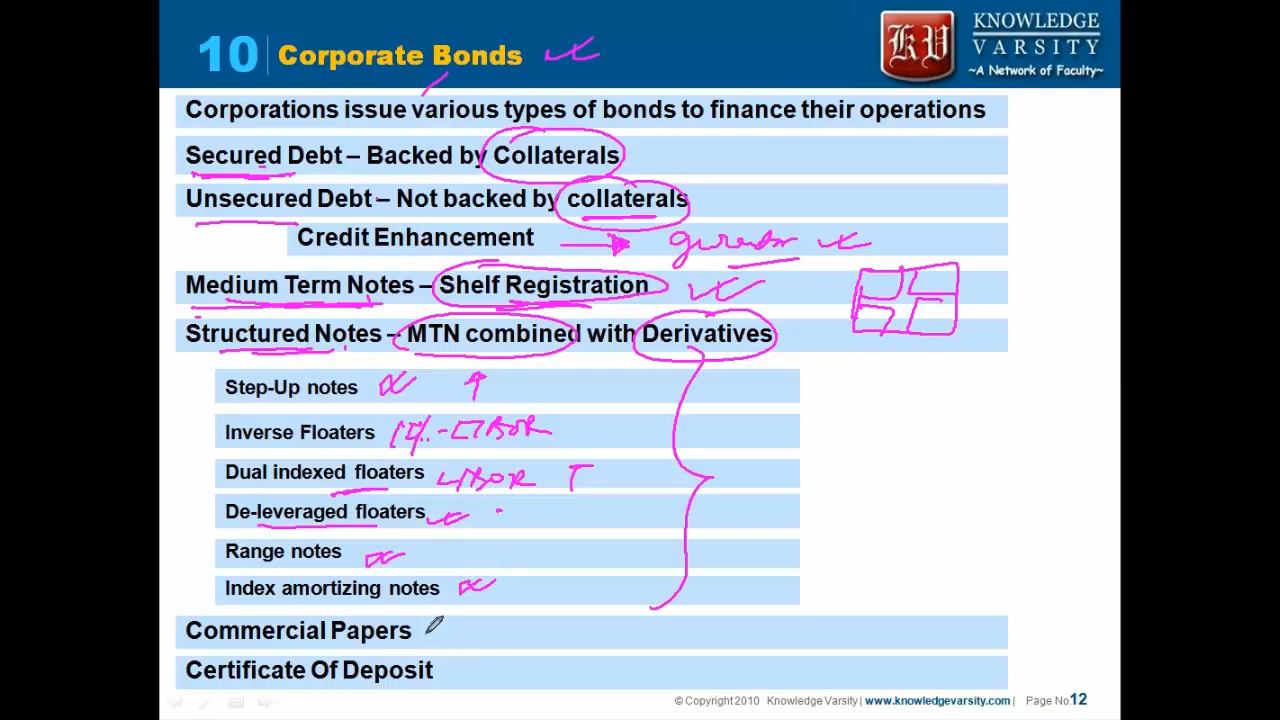 10 Corporate Bonds
KV KNOWLEDGE
VARSITY
~A Network of Faculty~
Corporations issue various types of bonds to finance their operations
Secured Debt – Backed by Collaterals
Unsecured Debt – Not backed by collaterals
Credit Enhancement
Medium Term Notes – Shelf Registration
Structured Notes – MTN combined with Derivatives
Step-Up notes
Inverse Floaters - LIBOR
Dual indexed floaters LIBOR T
De-leveraged floaters
Range notes
Index amortizing notes
Commercial Papers
Certificate Of Deposit
© Copyright 2010 Knowledge Varsity | www.knowledgevarsity.com | Page No.12